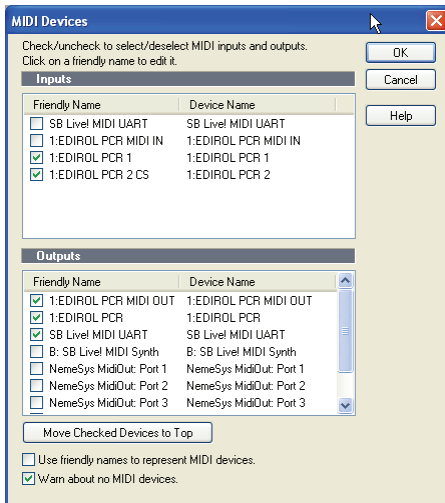 MIDI Devices
Check/uncheck to select/deselect MIDI inputs and outputs.
Click on a friendly name to edit it.
OK
Cancel
Help
Inputs
Friendly Name Device Name
SB Live! MIDI UART SB Live! MIDI UART
1:EDIROL PCR MIDI IN 1:EDIROL PCR MIDI IN
1:EDIROL PCR 1 1:EDIROL PCR 1
1:EDIROL PCR 2 CS 1:EDIROL PCR 2
Outputs
Friendly Name Device Name
1:EDIROL PCR MIDI OUT 1:EDIROL PCR MIDI OUT
1:EDIROL PCR 1:EDIROL PCR
SB Live! MIDI UART SB Live! MIDI UART
B: SB Live! MIDI Synth B: SB Live! MIDI Synth
NemeSys MidiOut: Port 1 NemeSys MidiOut: Port 1
NemeSys MidiOut: Port 2 NemeSys MidiOut: Port 2
NemeSys MidiOut: Port 3 NemeSys MidiOut: Port 3
Move Checked Devices to Top
Use friendly names to represent MIDI devices.
Warn about no MIDI devices.